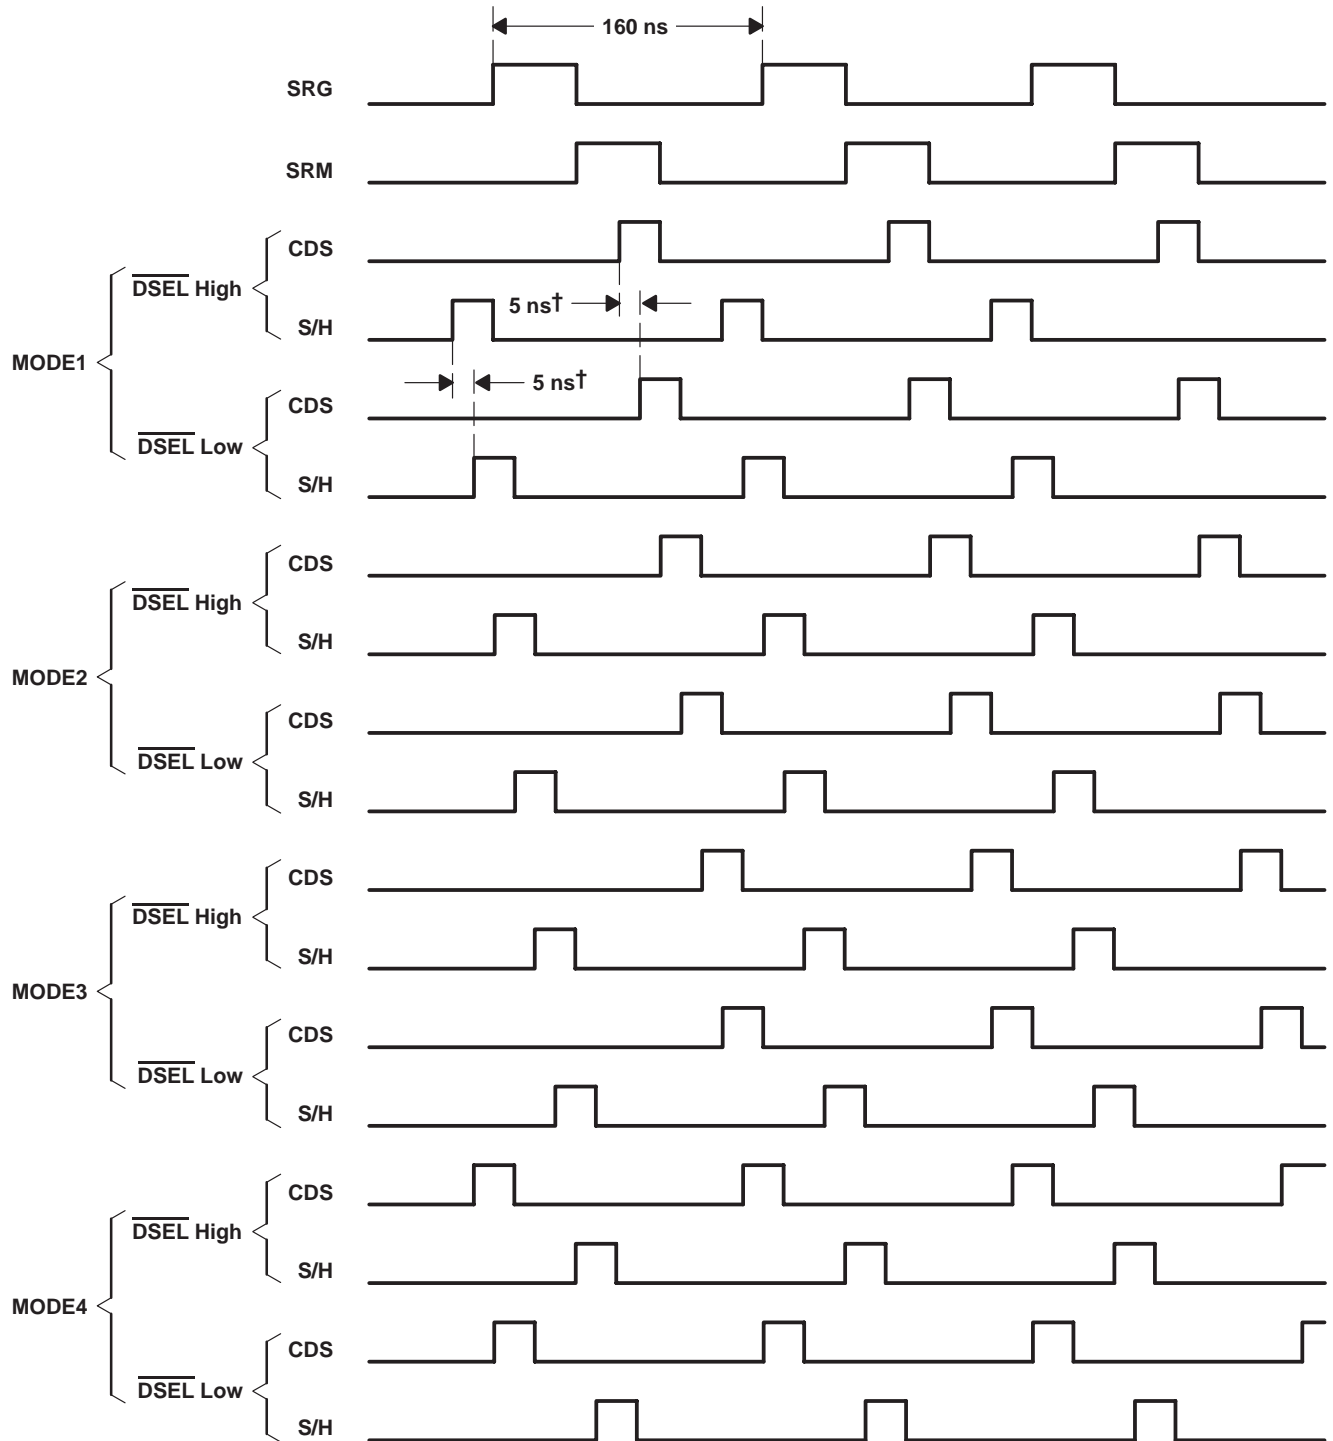 160 ns
SRG
SRM
CDS
DSEL High
5 ns†
S/H
MODE1
5 ns†
CDS
DSEL Low
S/H
CDS
DSEL High
S/H
MODE2
CDS
DSEL Low
S/H
CDS
DSEL High
S/H
MODE3
CDS
DSEL Low
S/H
CDS
DSEL High
S/H
MODE4
CDS
DSEL Low
S/H